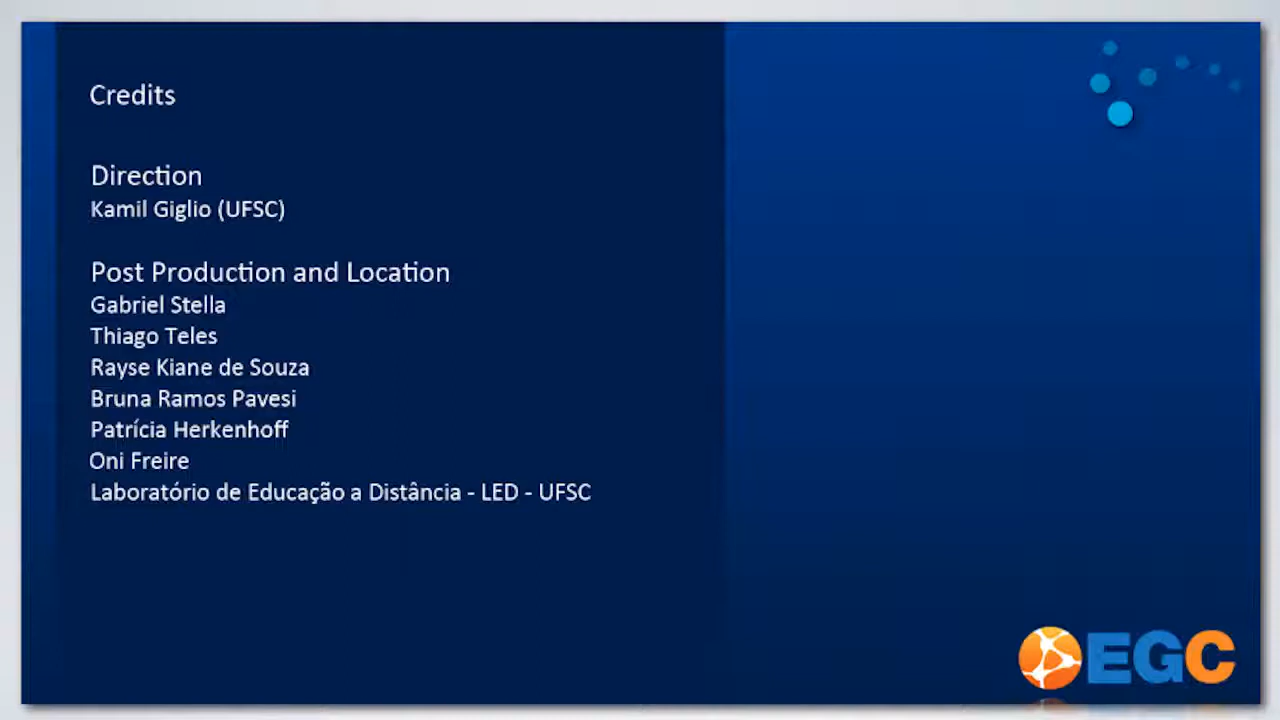 Credits
Direction
Kamil Giglio (UFSC)
Post Production and Location
Gabriel Stella
Thiago Teles
Rayse Kiane de Souza
Bruna Ramos Pavesi
Patrícia Herkenhoff
Oni Freire
Laboratório de Educação a Distância - LED - UFSC
EGC